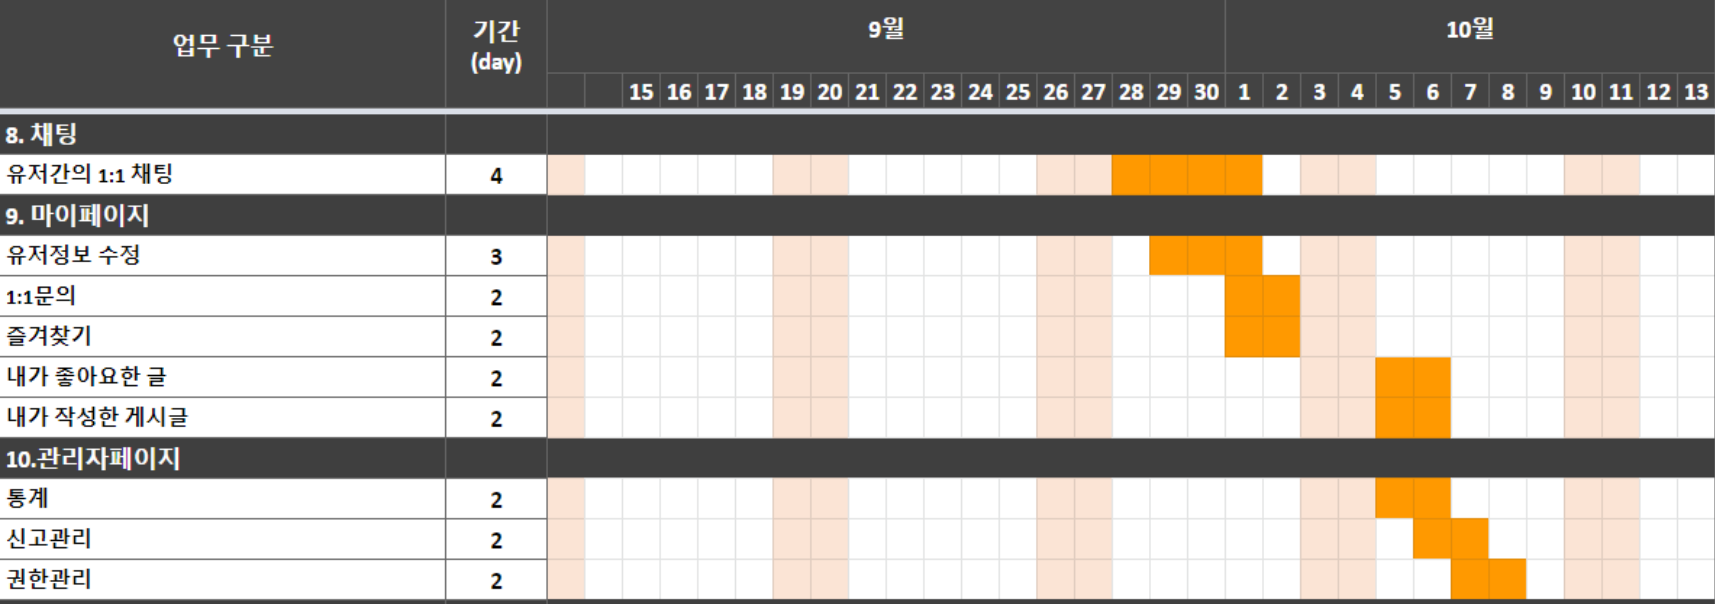 업무 구분 기간 9월 10월
(day)
15 16 17 18 19 20 21 22 23 24 25 26 27 28 29 30 1 2 3 4 5 6 7 8 9 10 11 12 13
8. 채팅
유저간의 1:1 채팅 4
9. 마이페이지
유저정보 수정 3
1:1문의 2
즐겨찾기 2
내가 좋아요한 글 2
내가 작성한 게시글 2
10.관리자페이지
통계 2
신고관리 2
권한관리 2